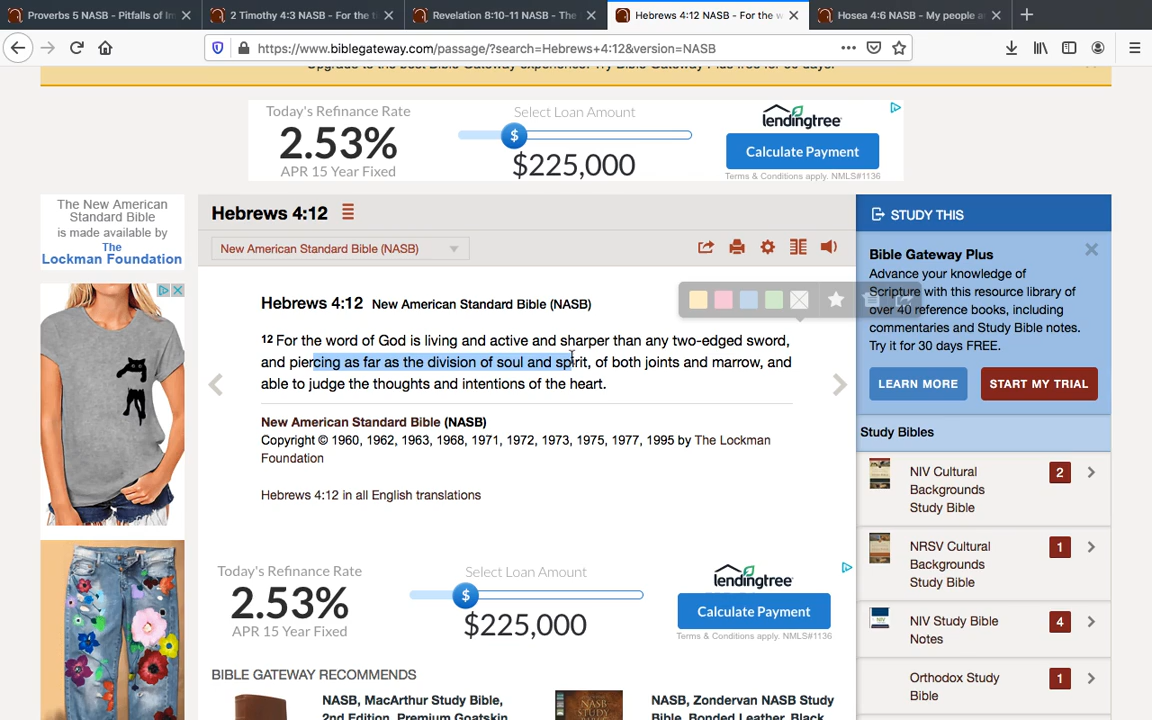 Proverbs 5 NASB - Pitfalls of Im
2 Timothy 4:3 NASB - For the t
Revelation 8:10-11 NASB - The
Hebrews 4:12 NASB - For the w
Hosea 4:6 NASB - My people a
https://www.biblegateway.com/passage/?search=Hebrews+4:12&version=NASB
Upgrade to the best Bible Gateway experience! Try Bible Gateway Plus free for 30 days!
Today's Refinance Rate
2.53%
APR 15 Year Fixed
Select Loan Amount
$
$225,000
lendingtree
Calculate Payment
Terms & Conditions apply. NMLS#1136
The New American
Standard Bible
is made available by
The
Lockman Foundation
Hebrews 4:12
New American Standard Bible (NASB)
Hebrews 4:12 New American Standard Bible (NASB)
12 For the word of God is living and active and sharper than any two-edged sword,
and piercing as far as the division of soul and spirit, of both joints and marrow, and
able to judge the thoughts and intentions of the heart.
New American Standard Bible (NASB)
Copyright © 1960, 1962, 1963, 1968, 1971, 1972, 1973, 1975, 1977, 1995 by The Lockman
Foundation
Hebrews 4:12 in all English translations
Today's Refinance Rate
2.53%
APR 15 Year Fixed
Select Loan Amount
$
$225,000
lendingtree
Calculate Payment
Terms & Conditions apply. NMLS#1136
BIBLE GATEWAY RECOMMENDS
NASB, MacArthur Study Bible,
2nd Edition, Premium Goatskin
NASB, Zondervan NASB Study
Bible, Bonded Leather, Black
STUDY THIS
Bible Gateway Plus
Advance your knowledge of
Scripture with this resource library of
over 40 reference books, including
commentaries and Study Bible notes.
Try it for 30 days FREE.
LEARN MORE
START MY TRIAL
Study Bibles
NIV Cultural
Backgrounds
Study Bible
2
NRSV Cultural
Backgrounds
Study Bible
1
NIV Study Bible
Notes
4
Orthodox Study
Bible
1